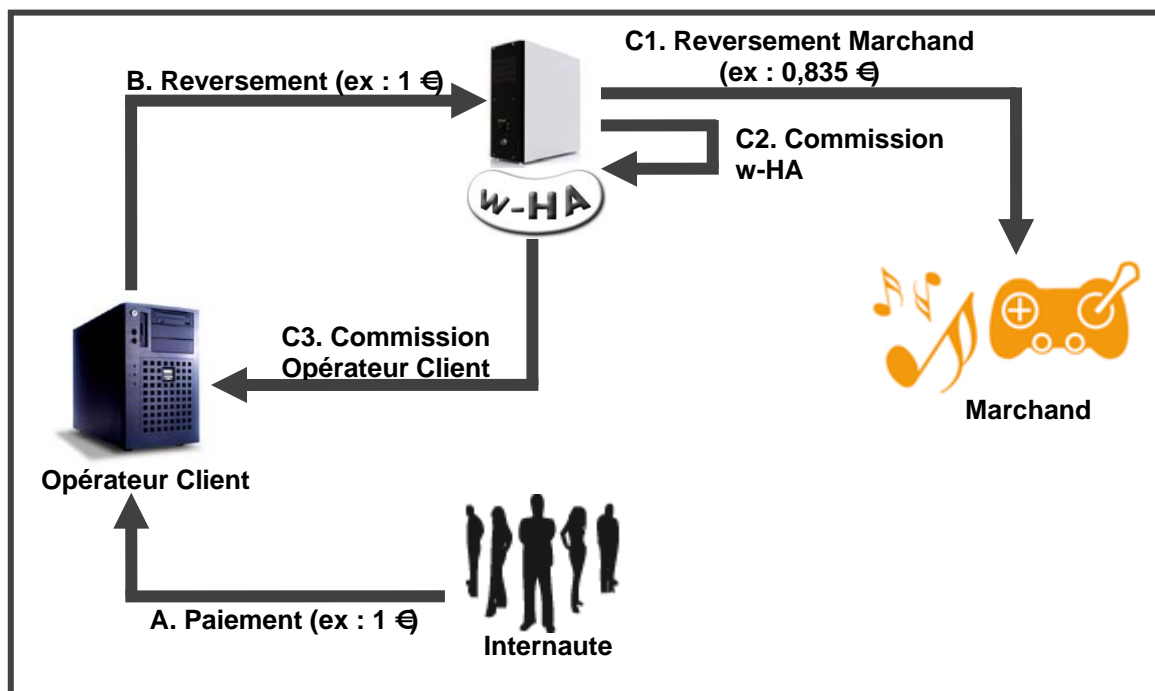 C1. Reversement Marchand
(ex : 0,835 €)
B. Reversement (ex : 1 €)
C2. Commission
w-HA
w-HA
C3. Commission
Opérateur Client
Marchand
Opérateur Client
A. Paiement (ex : 1 €)
Internaute